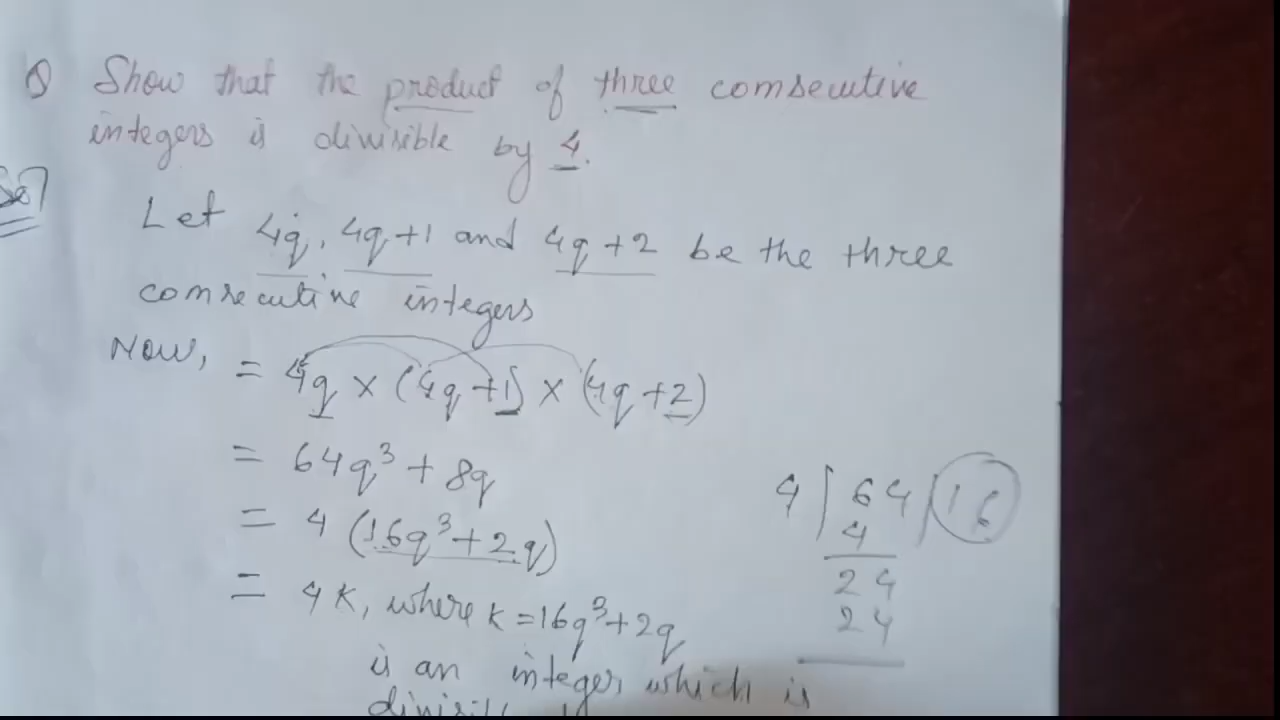 Q Show that the product of three comsecutive
integers is divisible by 4.
Sol
Let 4q, 4q+1 and 4q+2 be the three
comsecutive integers
Now, = 4q × (4q+1) × (4q+2)
= 64q³ + 8q
= 4 (16q³+2q)
= 4K, where K=16q³+2q
is an integer, which is
4 ) 64 ( 16
4
24
24